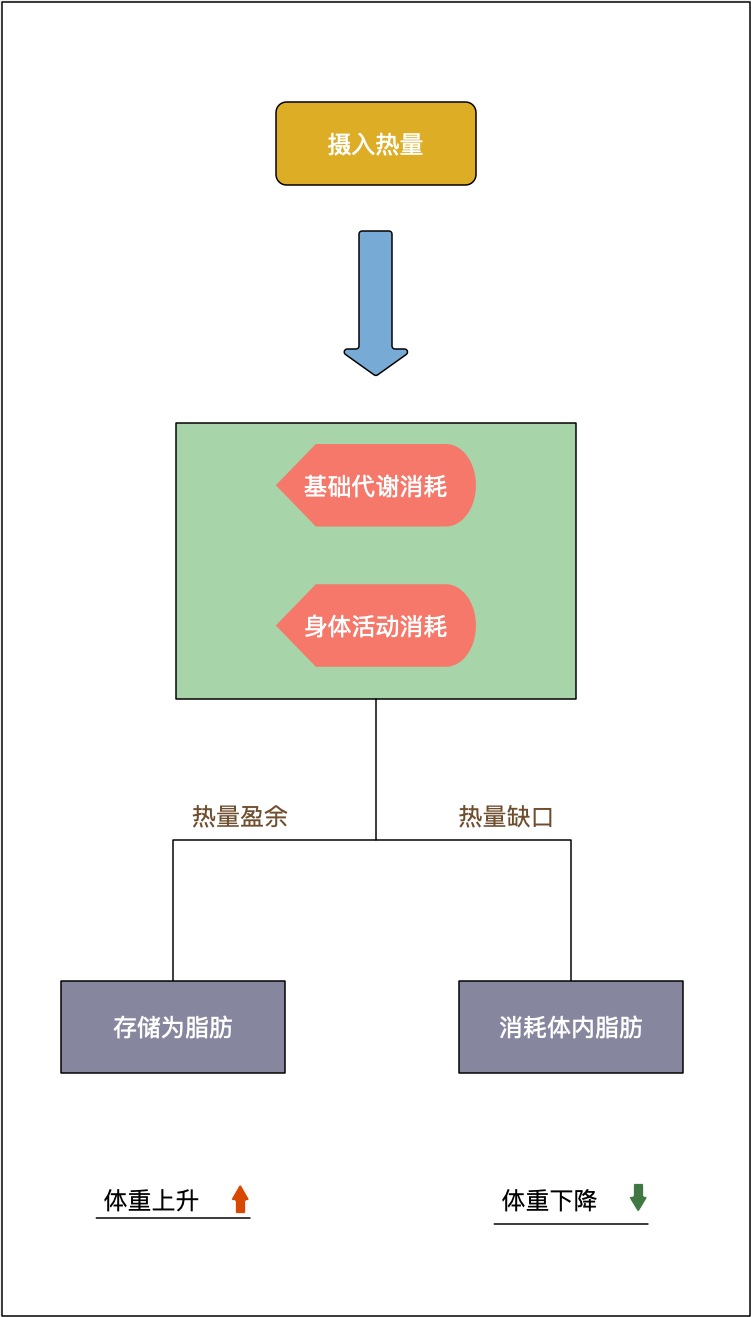 摄入热量
基础代谢消耗
身体活动消耗
热量盈余
热量缺口
存储为脂肪
消耗体内脂肪
体重上升
体重下降